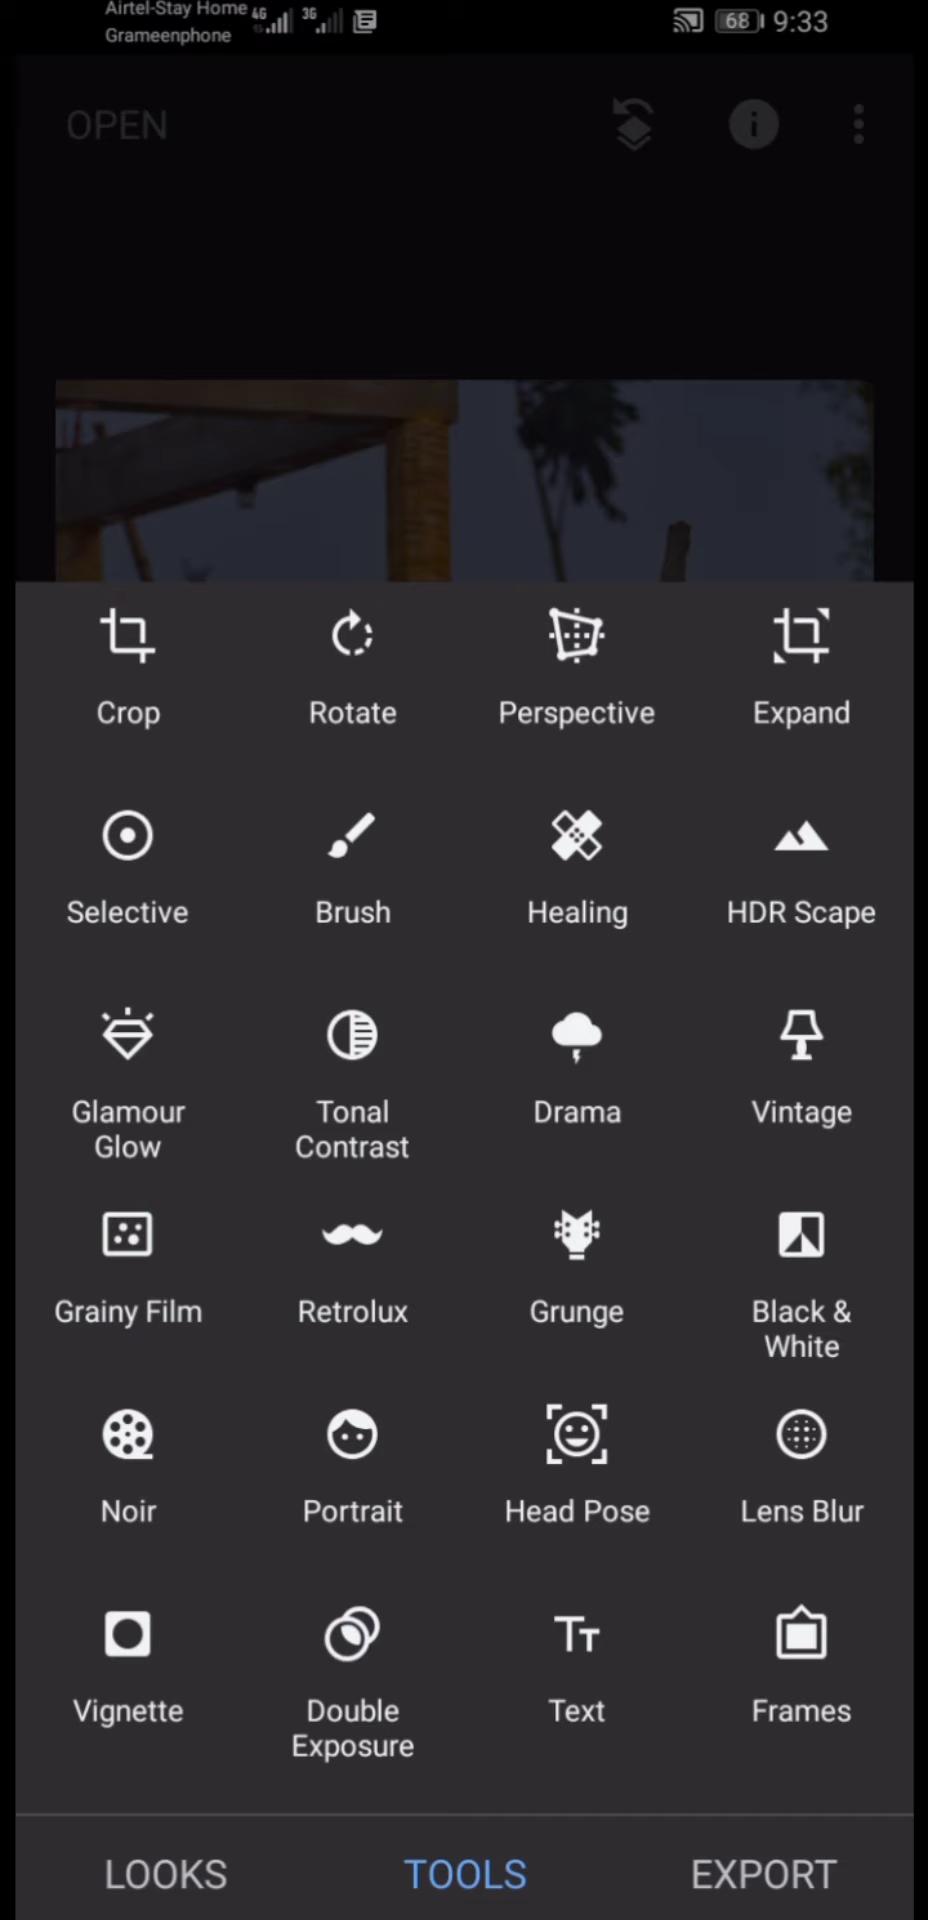 Airtel-Stay Home 4G 3G 68 9:33
Grameenphone
OPEN
Crop Rotate Perspective Expand
Selective Brush Healing HDR Scape
Glamour Glow Tonal Contrast Drama Vintage
Grainy Film Retrolux Grunge Black & White
Noir Portrait Head Pose Lens Blur
Vignette Double Exposure Text Frames
LOOKS TOOLS EXPORT